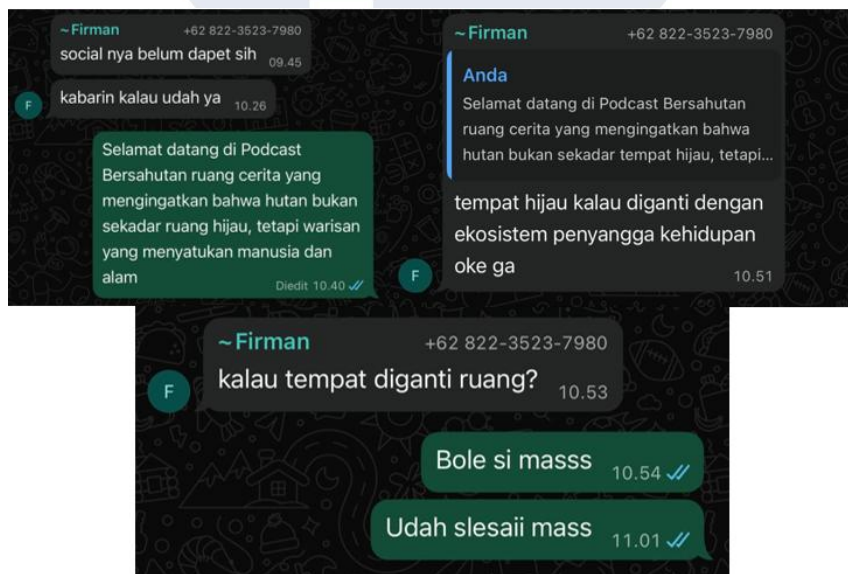 ~Firman +62 822-3523-7980
social nya belum dapet sih 09.45
F kabarin kalau udah ya 10.26
Selamat datang di Podcast
Bersahutan ruang cerita yang
mengingatkan bahwa hutan bukan
sekadar ruang hijau, tetapi warisan
yang menyatukan manusia dan
alam
Diedit 10.40
~Firman +62 822-3523-7980
Anda
Selamat datang di Podcast Bersahutan
ruang cerita yang mengingatkan bahwa
hutan bukan sekadar tempat hijau, tetapi...
tempat hijau kalau diganti dengan
ekosistem penyangga kehidupan
F oke ga 10.51
~Firman +62 822-3523-7980
F kalau tempat diganti ruang? 10.53
Bole si masss 10.54
Udah slesaii mass 11.01